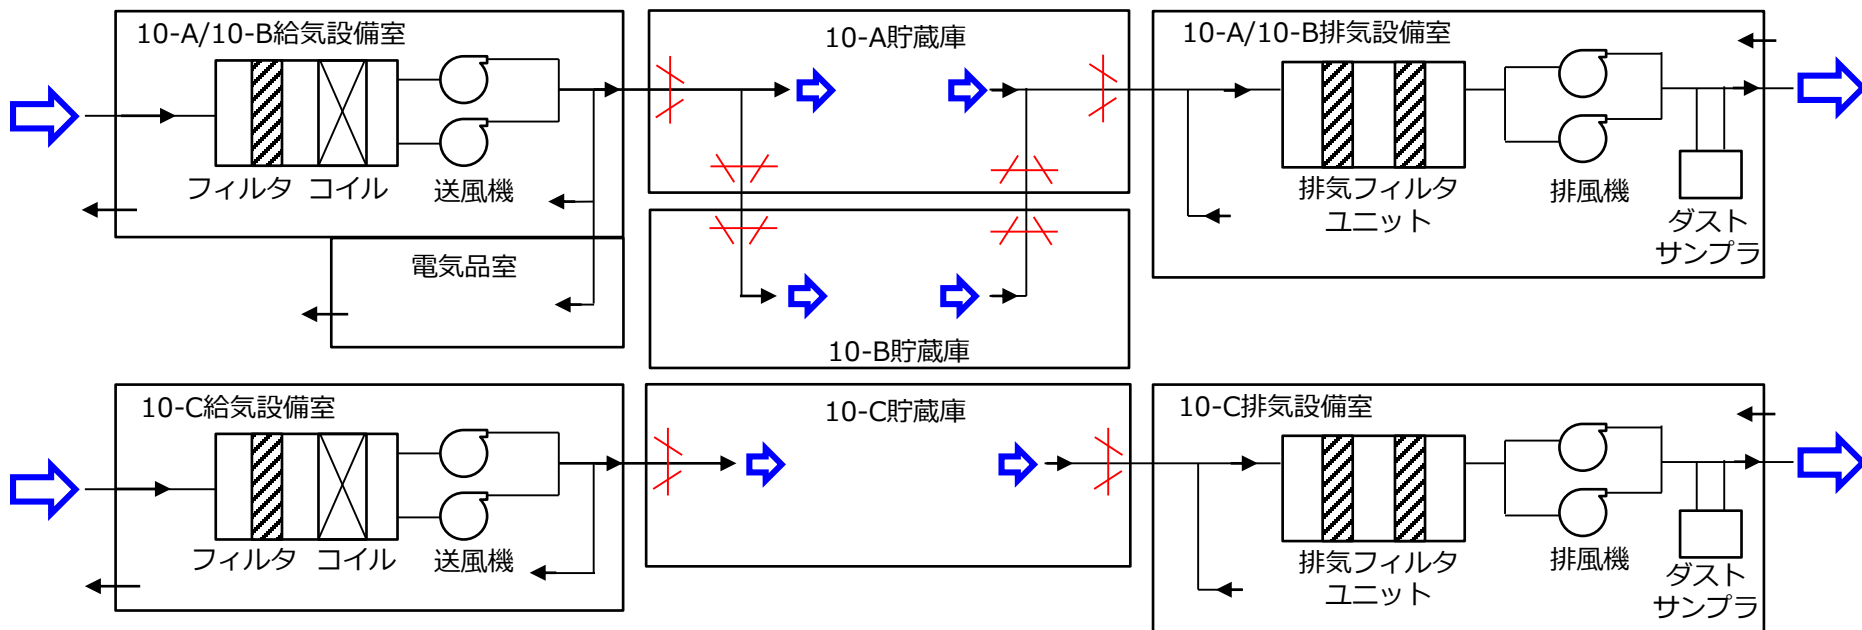 10-A/10-B給気設備室
フィルタ
コイル
送風機
電気品室
10-A貯蔵庫
10-B貯蔵庫
10-A/10-B排気設備室
排気フィルタ
ユニット
排風機
ダスト
サンプラ
10-C給気設備室
フィルタ
コイル
送風機
10-C貯蔵庫
10-C排気設備室
排気フィルタ
ユニット
排風機
ダスト
サンプラ